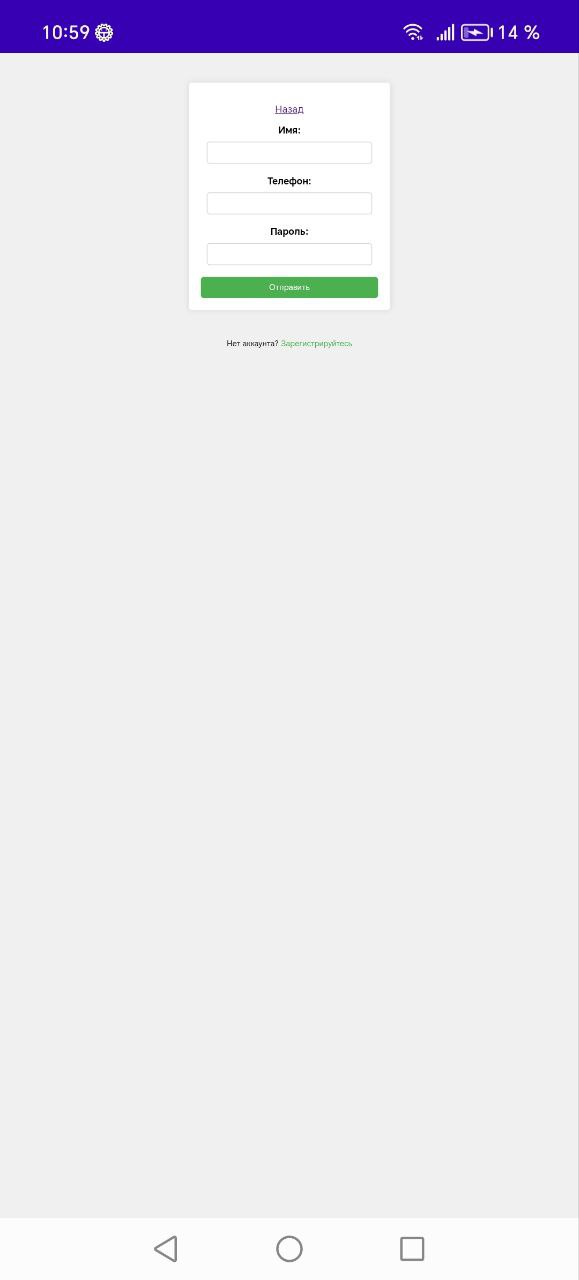 10:59 14 %
Назад
Имя:
Телефон:
Пароль:
Отправить
Нет аккаунта? Зарегистрируйтесь